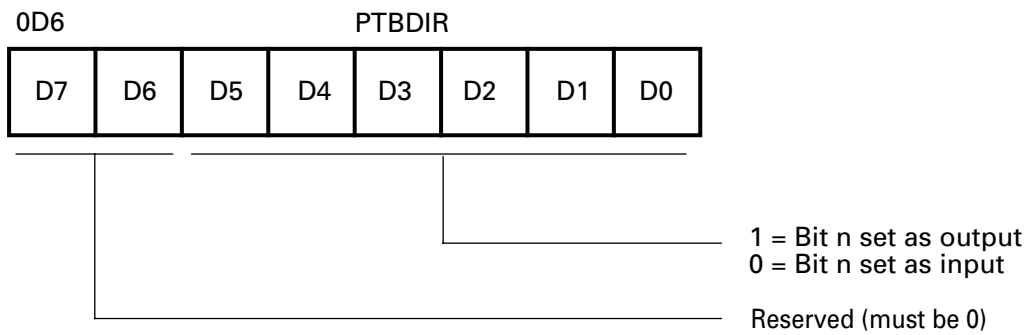 0D6 PTBDIR
D7 D6 D5 D4 D3 D2 D1 D0
1 = Bit n set as output
0 = Bit n set as input
Reserved (must be 0)